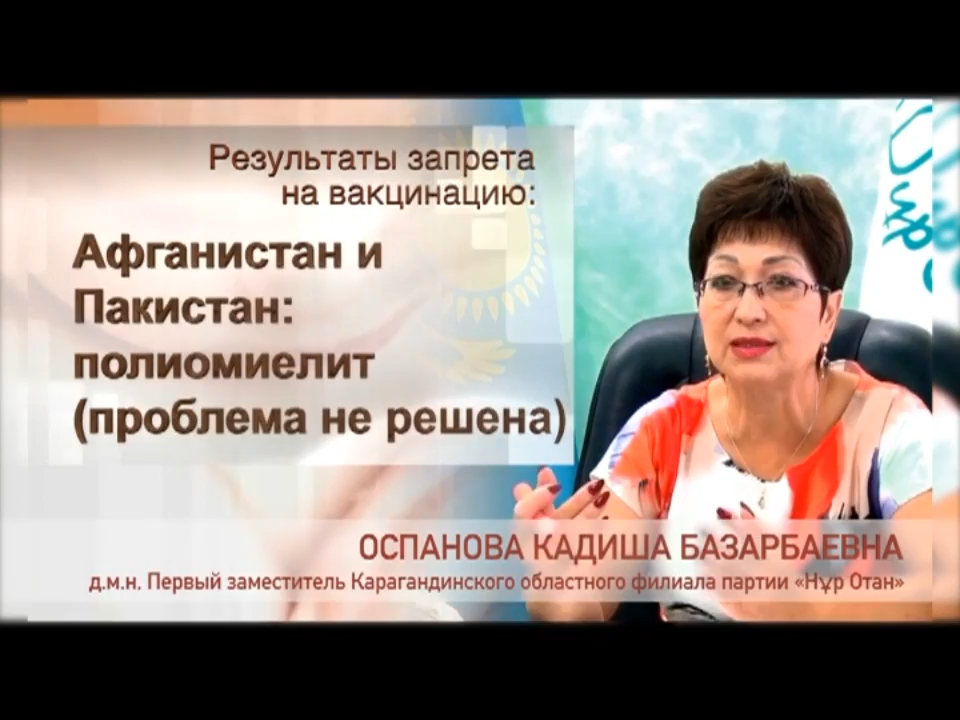 Результаты запрета
на вакцинацию:
Афганистан и
Пакистан:
полиомиелит
(проблема не решена)
ОСПАНОВА КАДИША БАЗАРБАЕВНА
д.м.н. Первый заместитель Карагандинского областного филиала партии «Нұр Отан»